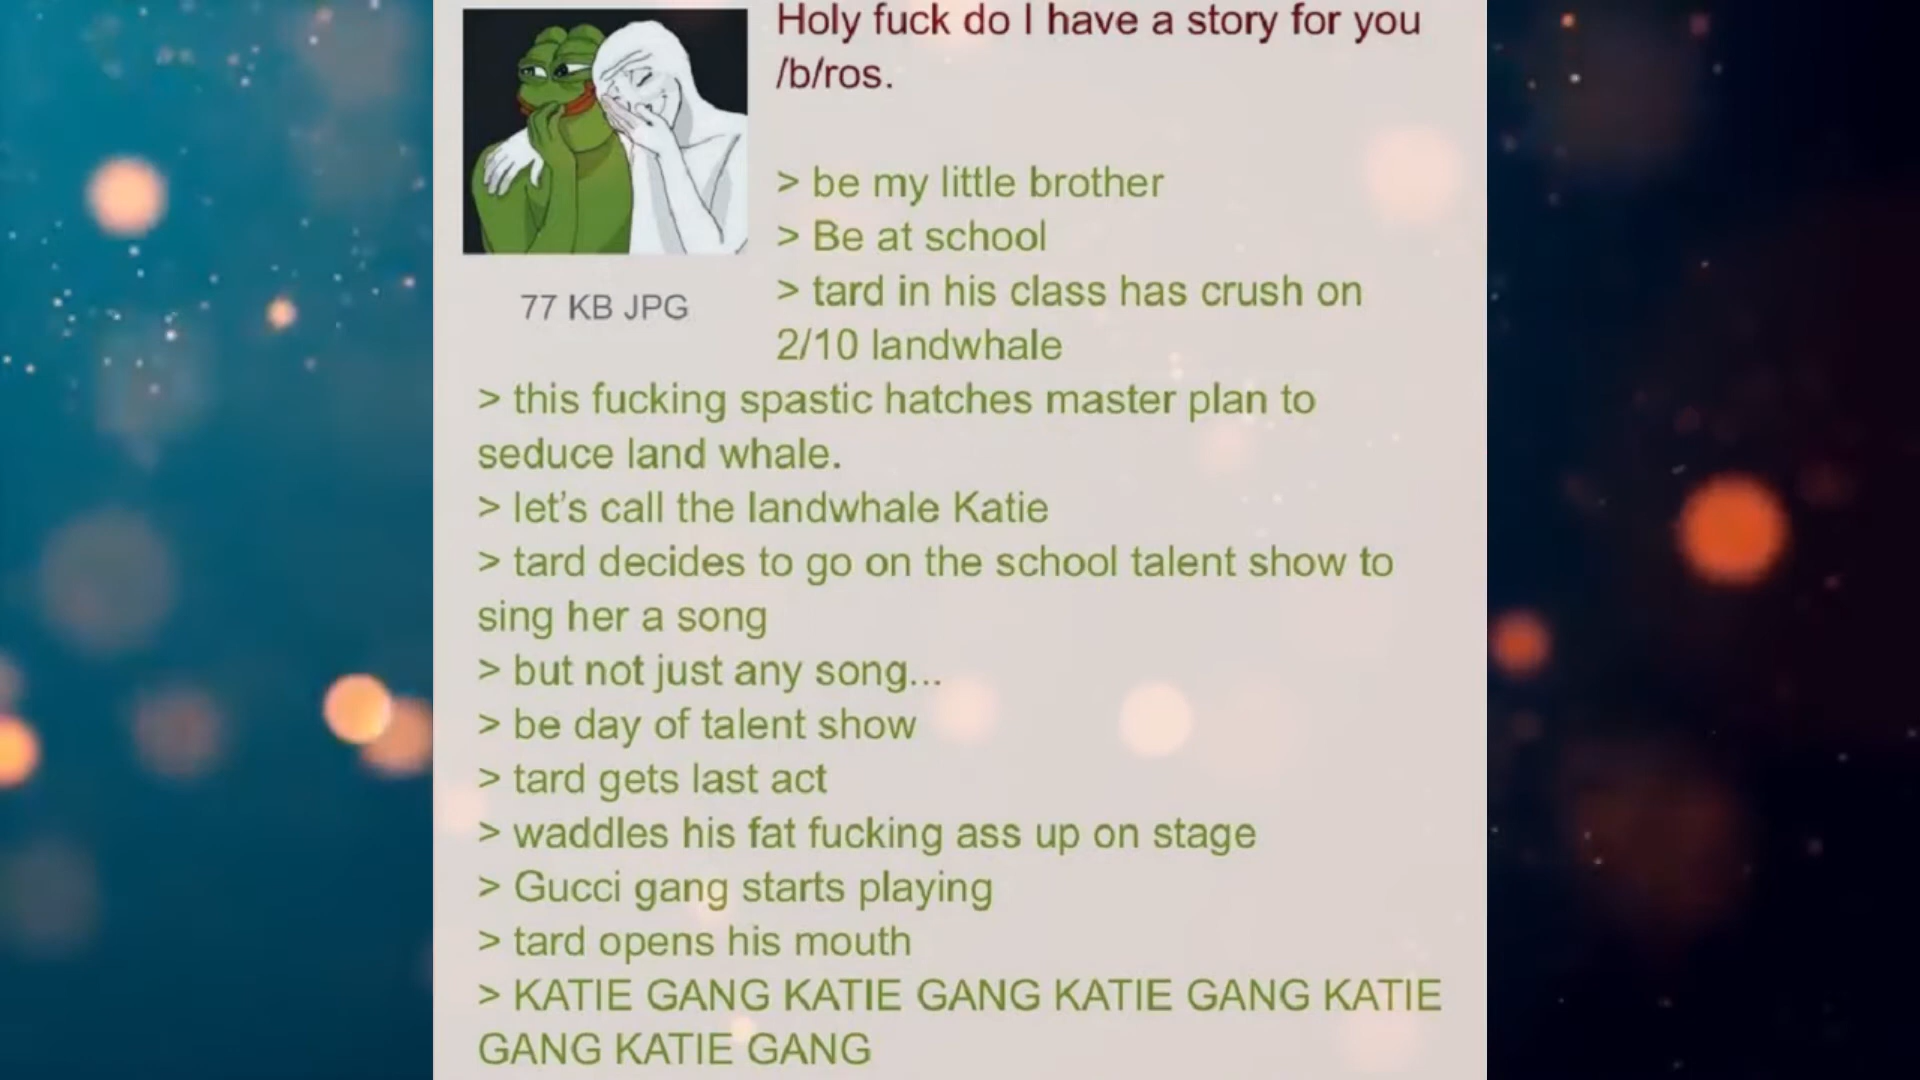 Holy fuck do I have a story for you
/b/ros.
> be my little brother
> Be at school
> tard in his class has crush on
2/10 landwhale
77 KB JPG
> this fucking spastic hatches master plan to
seduce land whale.
> let's call the landwhale Katie
> tard decides to go on the school talent show to
sing her a song
> but not just any song...
> be day of talent show
> tard gets last act
> waddles his fat fucking ass up on stage
> Gucci gang starts playing
> tard opens his mouth
> KATIE GANG KATIE GANG KATIE GANG KATIE
GANG KATIE GANG